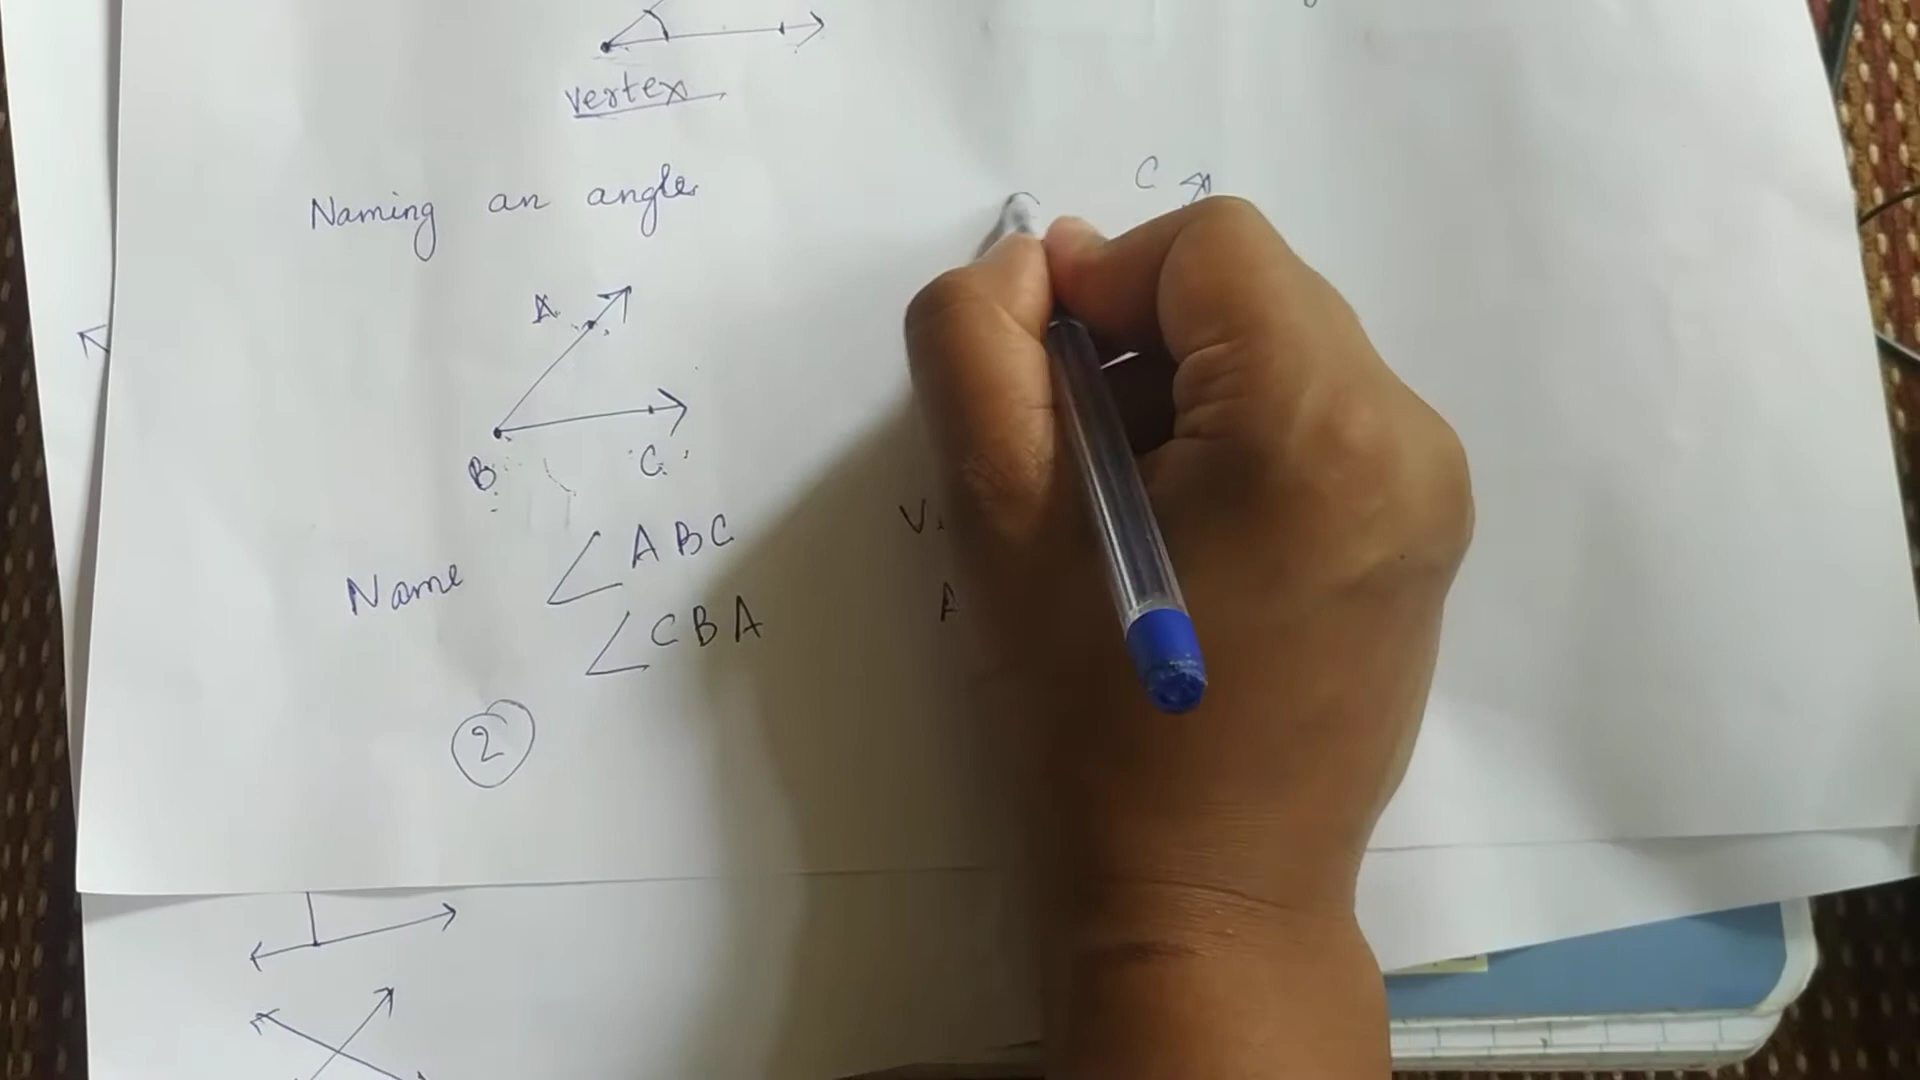 vertex
Naming an angle
C
A
B
C
Name ∠ABC
∠CBA
V
A
2